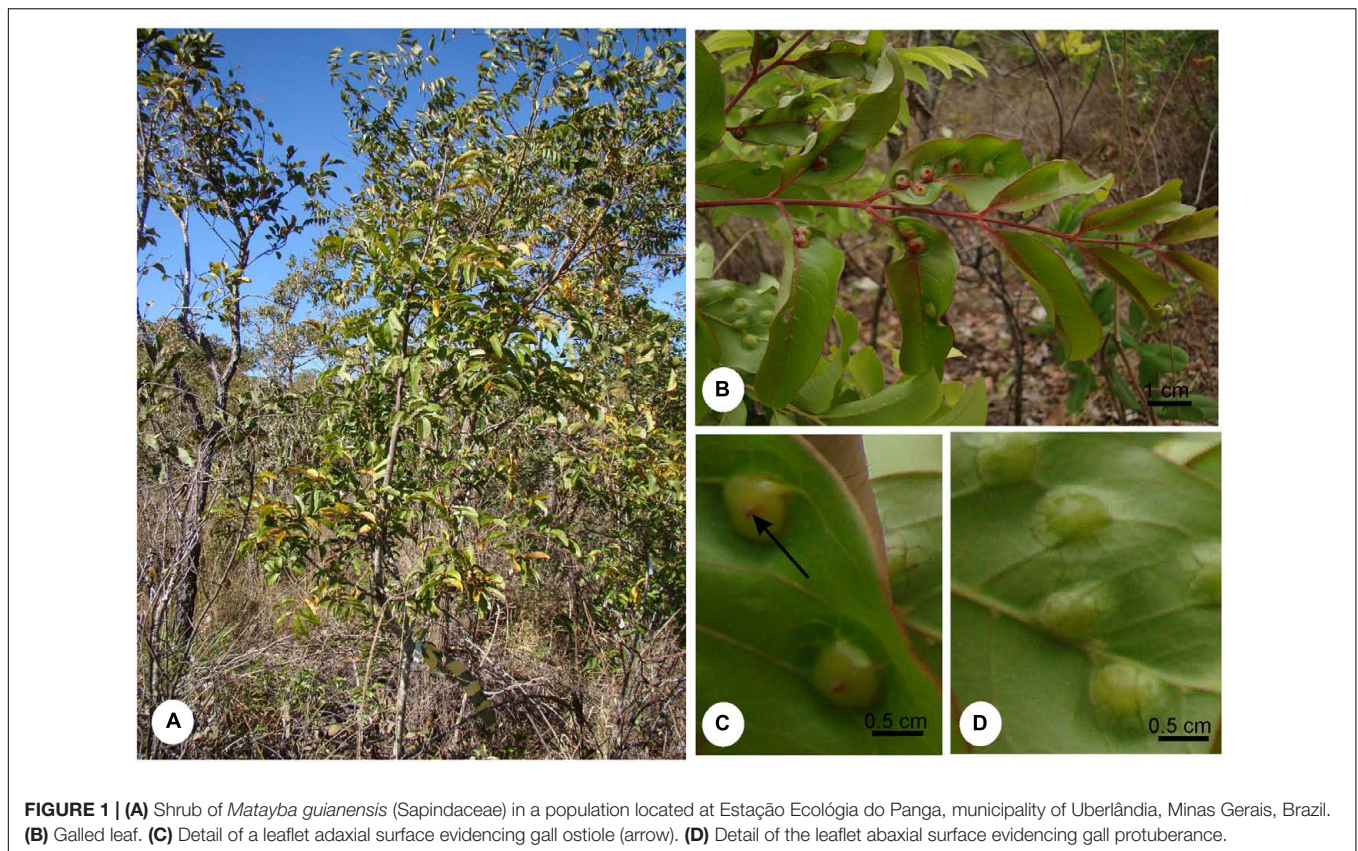 A
B
1 cm
C
0.5 cm
D
0.5 cm
FIGURE 1 | (A) Shrub of Matayba guianensis (Sapindaceae) in a population located at Estação Ecológia do Panga, municipality of Uberlândia, Minas Gerais, Brazil.
(B) Galled leaf. (C) Detail of a leaflet adaxial surface evidencing gall ostiole (arrow). (D) Detail of the leaflet abaxial surface evidencing gall protuberance.